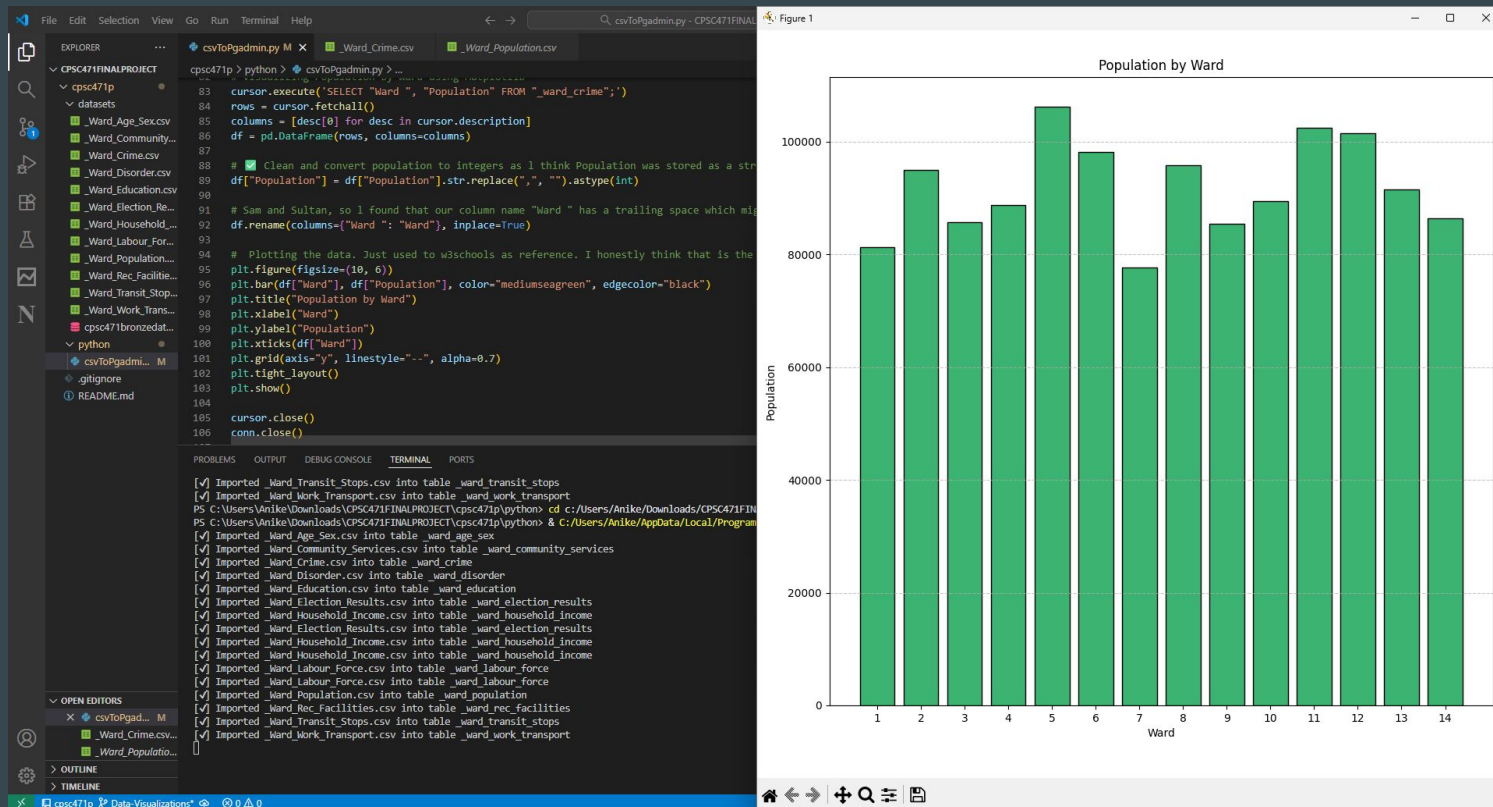 File Edit Selection View Go Run Terminal Help
csvToPgadmin.py - CPSC471FINAL
EXPLORER
CPSC471FINALPROJECT
cpsc471p
datasets
_Ward_Age_Sex.csv
_Ward_Community...
_Ward_Crime.csv
_Ward_Disorder.csv
_Ward_Education.csv
_Ward_Election_Re...
_Ward_Household_...
_Ward_Labour_For...
_Ward_Population....
_Ward_Rec_Facilitie...
_Ward_Transit_Stop...
_Ward_Work_Trans...
cpsc471bronzedat...
python
csvToPgadmi... M
.gitignore
README.md
OPEN EDITORS
csvToPgad... M
_Ward_Crime.csv...
_Ward_Populatio...
OUTLINE
TIMELINE
1
csvToPgadmin.py M _Ward_Crime.csv _Ward_Population.csv
cpsc471p > python > csvToPgadmin.py > ...
83 cursor.execute('SELECT "Ward ", "Population" FROM "_ward_crime";')
84 rows = cursor.fetchall()
85 columns = [desc[0] for desc in cursor.description]
86 df = pd.DataFrame(rows, columns=columns)
87
88 # ✅ Clean and convert population to integers as l think Population was stored as a str
89 df["Population"] = df["Population"].str.replace(",", "").astype(int)
90
91 # Sam and Sultan, so l found that our column name "Ward " has a trailing space which mig
92 df.rename(columns={"Ward ": "Ward"}, inplace=True)
93
94 # Plotting the data. Just used to w3schools as reference. I honestly think that is the
95 plt.figure(figsize=(10, 6))
96 plt.bar(df["Ward"], df["Population"], color="mediumseagreen", edgecolor="black")
97 plt.title("Population by Ward")
98 plt.xlabel("Ward")
99 plt.ylabel("Population")
100 plt.xticks(df["Ward"])
101 plt.grid(axis="y", linestyle="--", alpha=0.7)
102 plt.tight_layout()
103 plt.show()
104
105 cursor.close()
106 conn.close()
PROBLEMS OUTPUT DEBUG CONSOLE TERMINAL PORTS
[√] Imported _Ward_Transit_Stops.csv into table _ward_transit_stops
[√] Imported _Ward_Work_Transport.csv into table _ward_work_transport
PS C:\Users\Anike\Downloads\CPSC471FINALPROJECT\cpsc471p\python> cd c:/Users/Anike/Downloads/CPSC471FIN
PS C:\Users\Anike\Downloads\CPSC471FINALPROJECT\cpsc471p\python> & C:/Users/Anike/AppData/Local/Program
[√] Imported _Ward_Age_Sex.csv into table _ward_age_sex
[√] Imported _Ward_Community_Services.csv into table _ward_community_services
[√] Imported _Ward_Crime.csv into table _ward_crime
[√] Imported _Ward_Disorder.csv into table _ward_disorder
[√] Imported _Ward_Education.csv into table _ward_education
[√] Imported _Ward_Election_Results.csv into table _ward_election_results
[√] Imported _Ward_Household_Income.csv into table _ward_household_income
[√] Imported _Ward_Election_Results.csv into table _ward_election_results
[√] Imported _Ward_Household_Income.csv into table _ward_household_income
[√] Imported _Ward_Household_Income.csv into table _ward_household_income
[√] Imported _Ward_Labour_Force.csv into table _ward_labour_force
[√] Imported _Ward_Labour_Force.csv into table _ward_labour_force
[√] Imported _Ward_Population.csv into table _ward_population
[√] Imported _Ward_Rec_Facilities.csv into table _ward_rec_facilities
[√] Imported _Ward_Transit_Stops.csv into table _ward_transit_stops
[√] Imported _Ward_Work_Transport.csv into table _ward_work_transport
cpsc471p Data-Visualizations* 0 0
Figure 1
Population by Ward
100000
80000
60000
40000
20000
0
Population
1 2 3 4 5 6 7 8 9 10 11 12 13 14
Ward